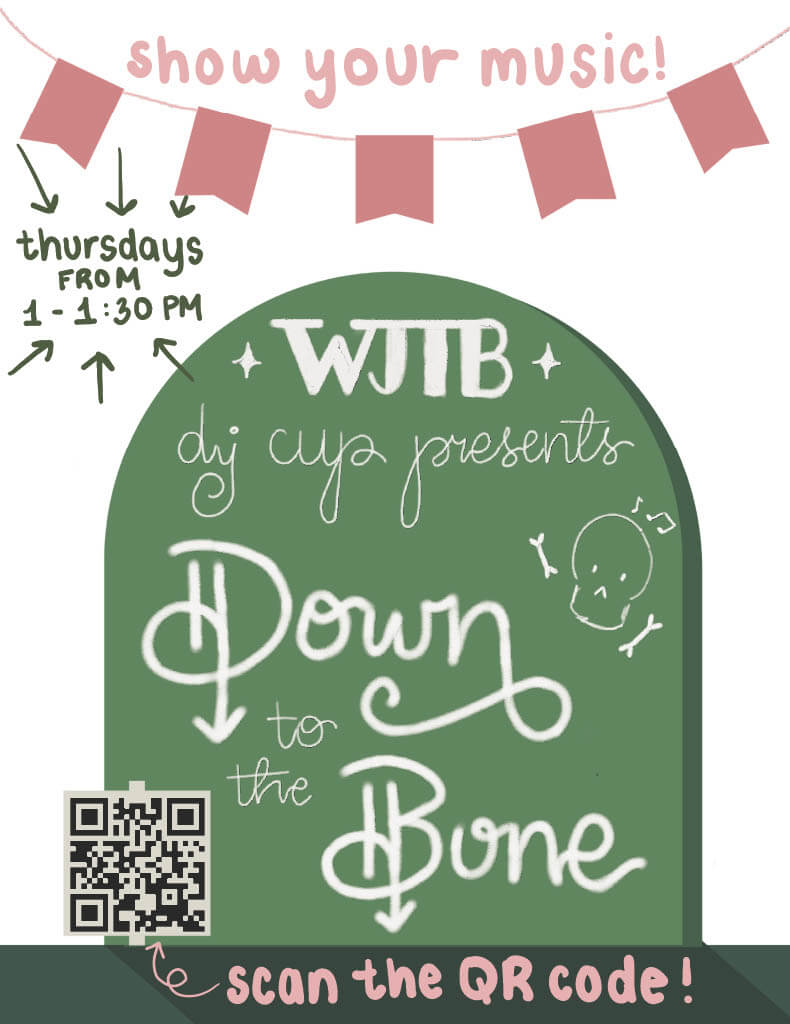 show your music!
thursdays
FROM
1 - 1:30 PM
WJTB
dj cup presents
Down
to
the
Bone
scan the QR code!